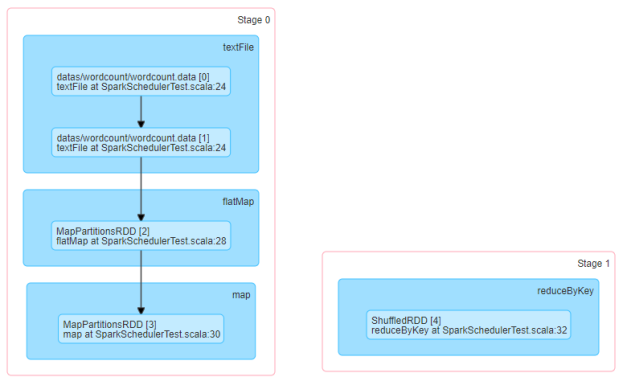 Stage 0
textFile
datas/wordcount/wordcount.data [0]
textFile at SparkSchedulerTest.scala:24
datas/wordcount/wordcount.data [1]
textFile at SparkSchedulerTest.scala:24
flatMap
MapPartitionsRDD [2]
flatMap at SparkSchedulerTest.scala:28
map
MapPartitionsRDD [3]
map at SparkSchedulerTest.scala:30
Stage 1
reduceByKey
ShuffledRDD [4]
reduceByKey at SparkSchedulerTest.scala:32